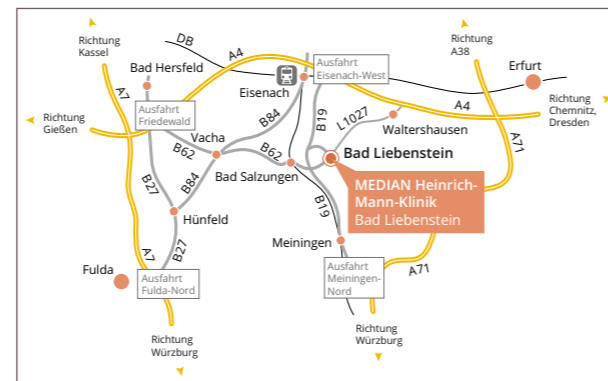 Richtung
Kassel
DB
A4
Ausfahrt
Eisenach-West
Richtung
A38
Erfurt
Bad Hersfeld
A7
Eisenach
Ausfahrt
Friedewald
B84
B19
L1027
A4
Richtung
Chemnitz,
Dresden
Richtung
Gießen
Vacha
Waltershausen
A71
B62
B62
Bad Liebenstein
B27
B84
Bad Salzungen
MEDIAN Heinrich-
Mann-Klinik
Bad Liebenstein
Hünfeld
B19
B27
Meiningen
A7
Fulda
Ausfahrt
Fulda-Nord
Ausfahrt
Meiningen-
Nord
A71
Richtung
Würzburg
Richtung
Würzburg